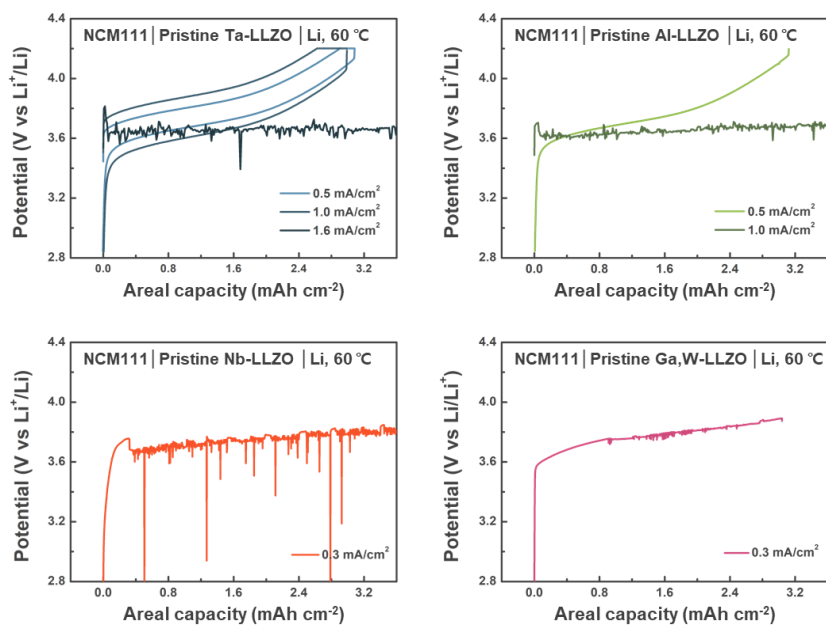 NCM111│Pristine Ta-LLZO│Li, 60 ℃
4.4
4.0
3.6
3.2
2.8
Potential (V vs Li⁺/Li)
0.5 mA/cm²
1.0 mA/cm²
1.6 mA/cm²
0.0 0.8 1.6 2.4 3.2
Areal capacity (mAh cm⁻²)
NCM111│Pristine Al-LLZO│Li, 60 ℃
4.4
4.0
3.6
3.2
2.8
Potential (V vs Li⁺/Li)
0.5 mA/cm²
1.0 mA/cm²
0.0 0.8 1.6 2.4 3.2
Areal capacity (mAh cm⁻²)
NCM111│Pristine Nb-LLZO│Li, 60 ℃
4.4
4.0
3.6
3.2
2.8
Potential (V vs Li⁺/Li)
0.3 mA/cm²
0.0 0.8 1.6 2.4 3.2
Areal capacity (mAh cm⁻²)
NCM111│Pristine Ga,W-LLZO│Li, 60 ℃
4.4
4.0
3.6
3.2
2.8
Potential (V vs Li/Li⁺)
0.3 mA/cm²
0.0 0.8 1.6 2.4 3.2
Areal capacity (mAh cm⁻²)